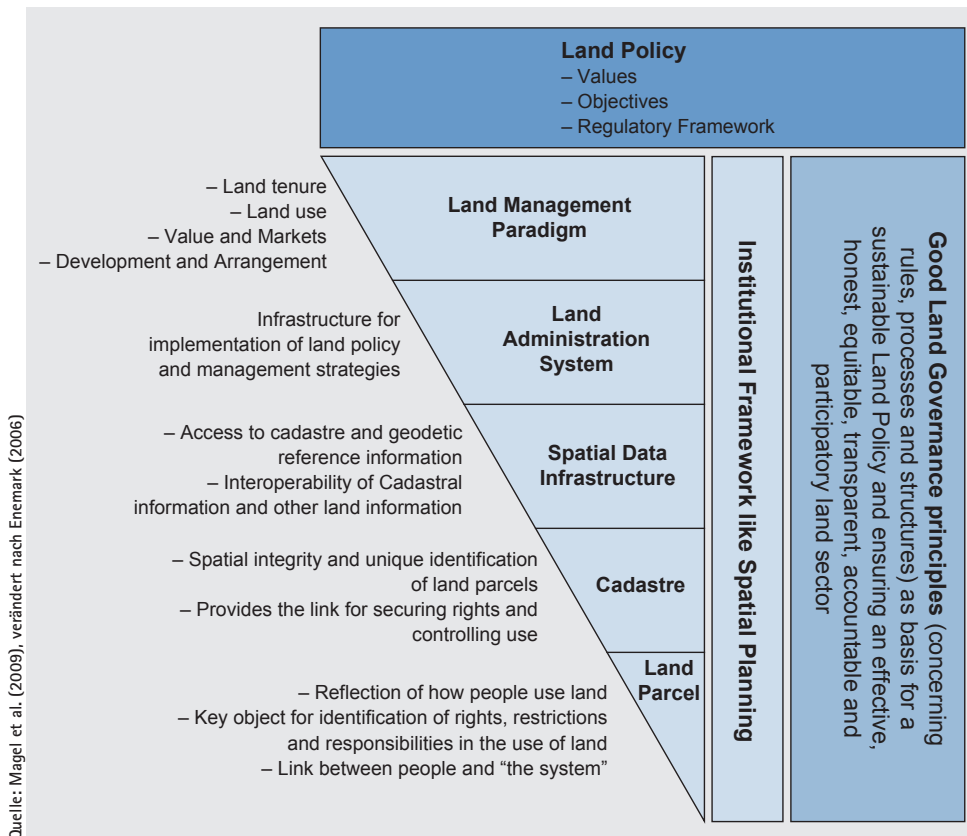 Land Policy
– Values
– Objectives
– Regulatory Framework
– Land tenure
– Land use
– Value and Markets
– Development and Arrangement
Land Management
Paradigm
Infrastructure for
implementation of land policy
and management strategies
Land
Administration
System
– Access to cadastre and geodetic
reference information
– Interoperability of Cadastral
information and other land information
Spatial Data
Infrastructure
– Spatial integrity and unique identification
of land parcels
– Provides the link for securing rights and
controlling use
Cadastre
– Reflection of how people use land
– Key object for identification of rights, restrictions
and responsibilities in the use of land
– Link between people and “the system”
Land
Parcel
Institutional Framework like Spatial Planning
Good Land Governance principles (concerning
rules, processes and structures) as basis for a
sustainable Land Policy and ensuring an effective,
honest, equitable, transparent, accountable and
participatory land sector
Quelle: Magel et al. (2009), verändert nach Enemark (2006)